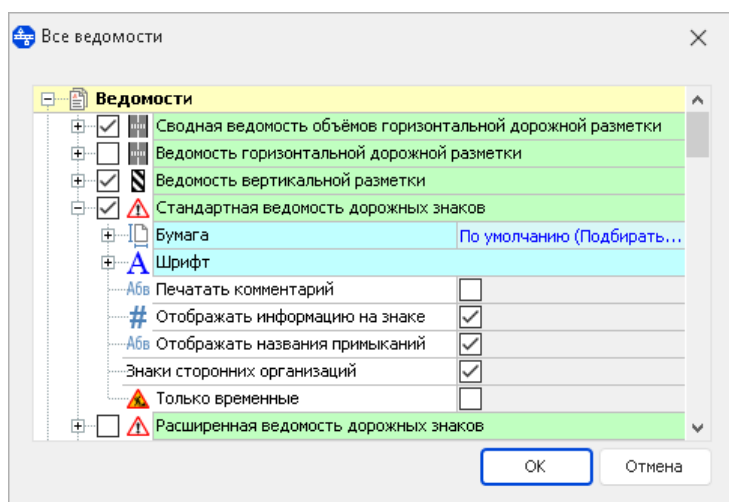 Все ведомости
Ведомости
Сводная ведомость объёмов горизонтальной дорожной разметки
Ведомость горизонтальной дорожной разметки
Ведомость вертикальной разметки
Стандартная ведомость дорожных знаков
Бумага По умолчанию (Подбирать...
A Шрифт
Абв Печатать комментарий
# Отображать информацию на знаке
Абв Отображать названия примыканий
Знаки сторонних организаций
Только временные
Расширенная ведомость дорожных знаков
ОК Отмена